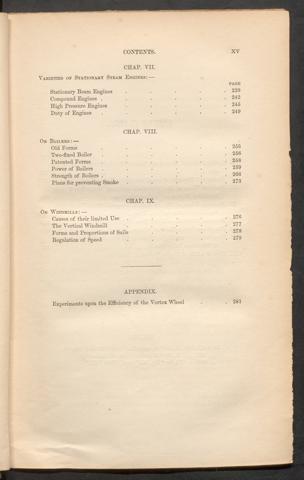 CONTENTS. XV
CHAP. VII.
VARIETIES OF STATIONARY STEAM ENGINES:—
PAGE
Stationary Beam Engines . . . . . 239
Compound Engines . . . . . . 242
High Pressure Engines . . . . . 245
Duty of Engines . . . . . . 249
CHAP. VIII.
ON BOILERS:—
Old Forms . . . . . . 255
Two-flued Boiler . . . . . . 256
Patented Forms . . . . . . 258
Power of Boilers . . . . . . 259
Strength of Boilers . . . . . . 266
Plans for preventing Smoke . . . . . 273
CHAP. IX.
ON WINDMILLS:—
Causes of their limited Use . . . . . 276
The Vertical Windmill . . . . . 277
Forms and Proportions of Sails . . . . 278
Regulation of Speed . . . . . 279
APPENDIX.
Experiments upon the Efficiency of the Vortex Wheel . . 281